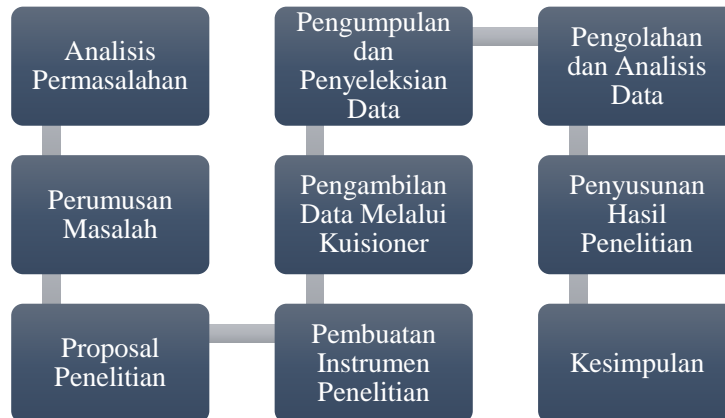 Analisis
Permasalahan
Perumusan
Masalah
Proposal
Penelitian
Pembuatan
Instrumen
Penelitian
Pengambilan
Data Melalui
Kuisioner
Pengumpulan
dan
Penyeleksian
Data
Pengolahan
dan Analisis
Data
Penyusunan
Hasil
Penelitian
Kesimpulan